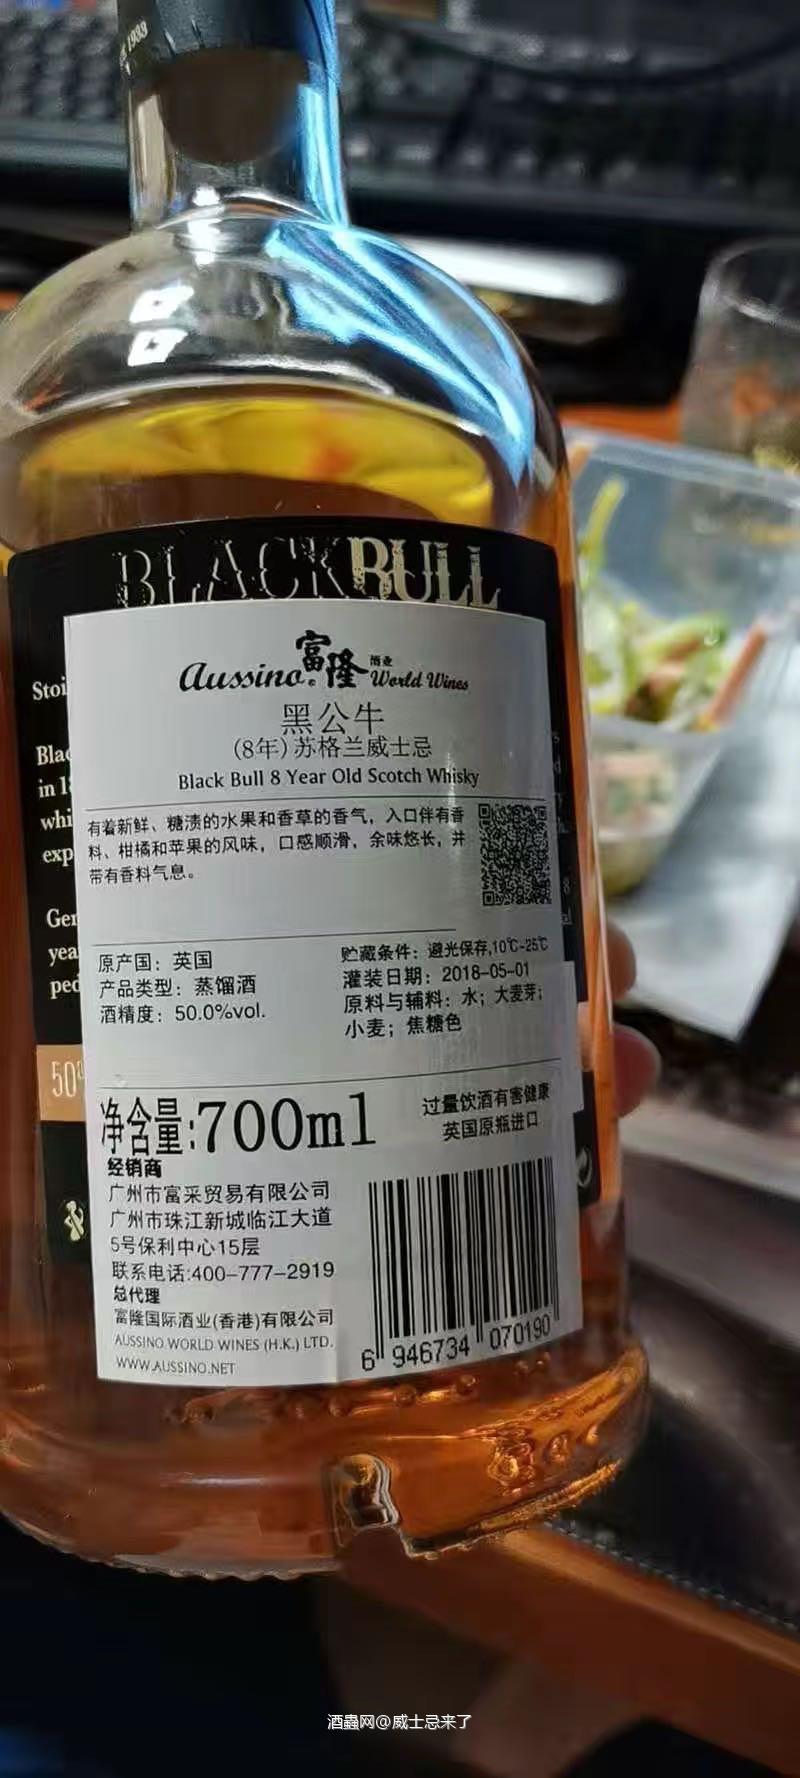 1933
BLACK BULL
Aussino 富隆 酒业 World Wines
黑公牛
(8年)苏格兰威士忌
Black Bull 8 Year Old Scotch Whisky
有着新鲜、糖渍的水果和香草的香气，入口伴有香
料、柑橘和苹果的风味，口感顺滑，余味悠长，并
带有香料气息。
原产国：英国
产品类型：蒸馏酒
酒精度：50.0%vol.
贮藏条件：避光保存,10℃-25℃
灌装日期：2018-05-01
原料与辅料：水；大麦芽；
小麦；焦糖色
净含量:700ml
过量饮酒有害健康
英国原瓶进口
经销商
广州市富采贸易有限公司
广州市珠江新城临江大道
5号保利中心15层
联系电话:400-777-2919
总代理
富隆国际酒业(香港)有限公司
AUSSINO WORLD WINES (H.K.) LTD.
WWW.AUSSINO.NET
6 946734 070190
酒蟲网@威士忌来了